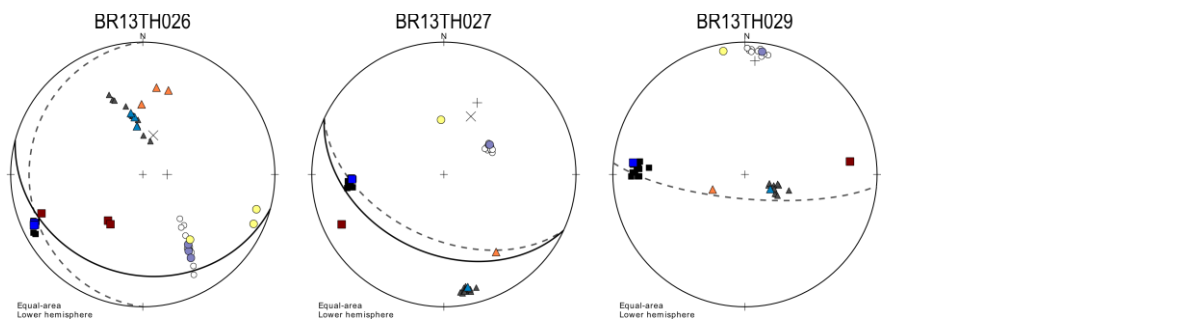 BR13TH026
N
Equal-area
Lower hemisphere
BR13TH027
Equal-area
Lower hemisphere
BR13TH029
N
Equal-area
Lower hemisphere